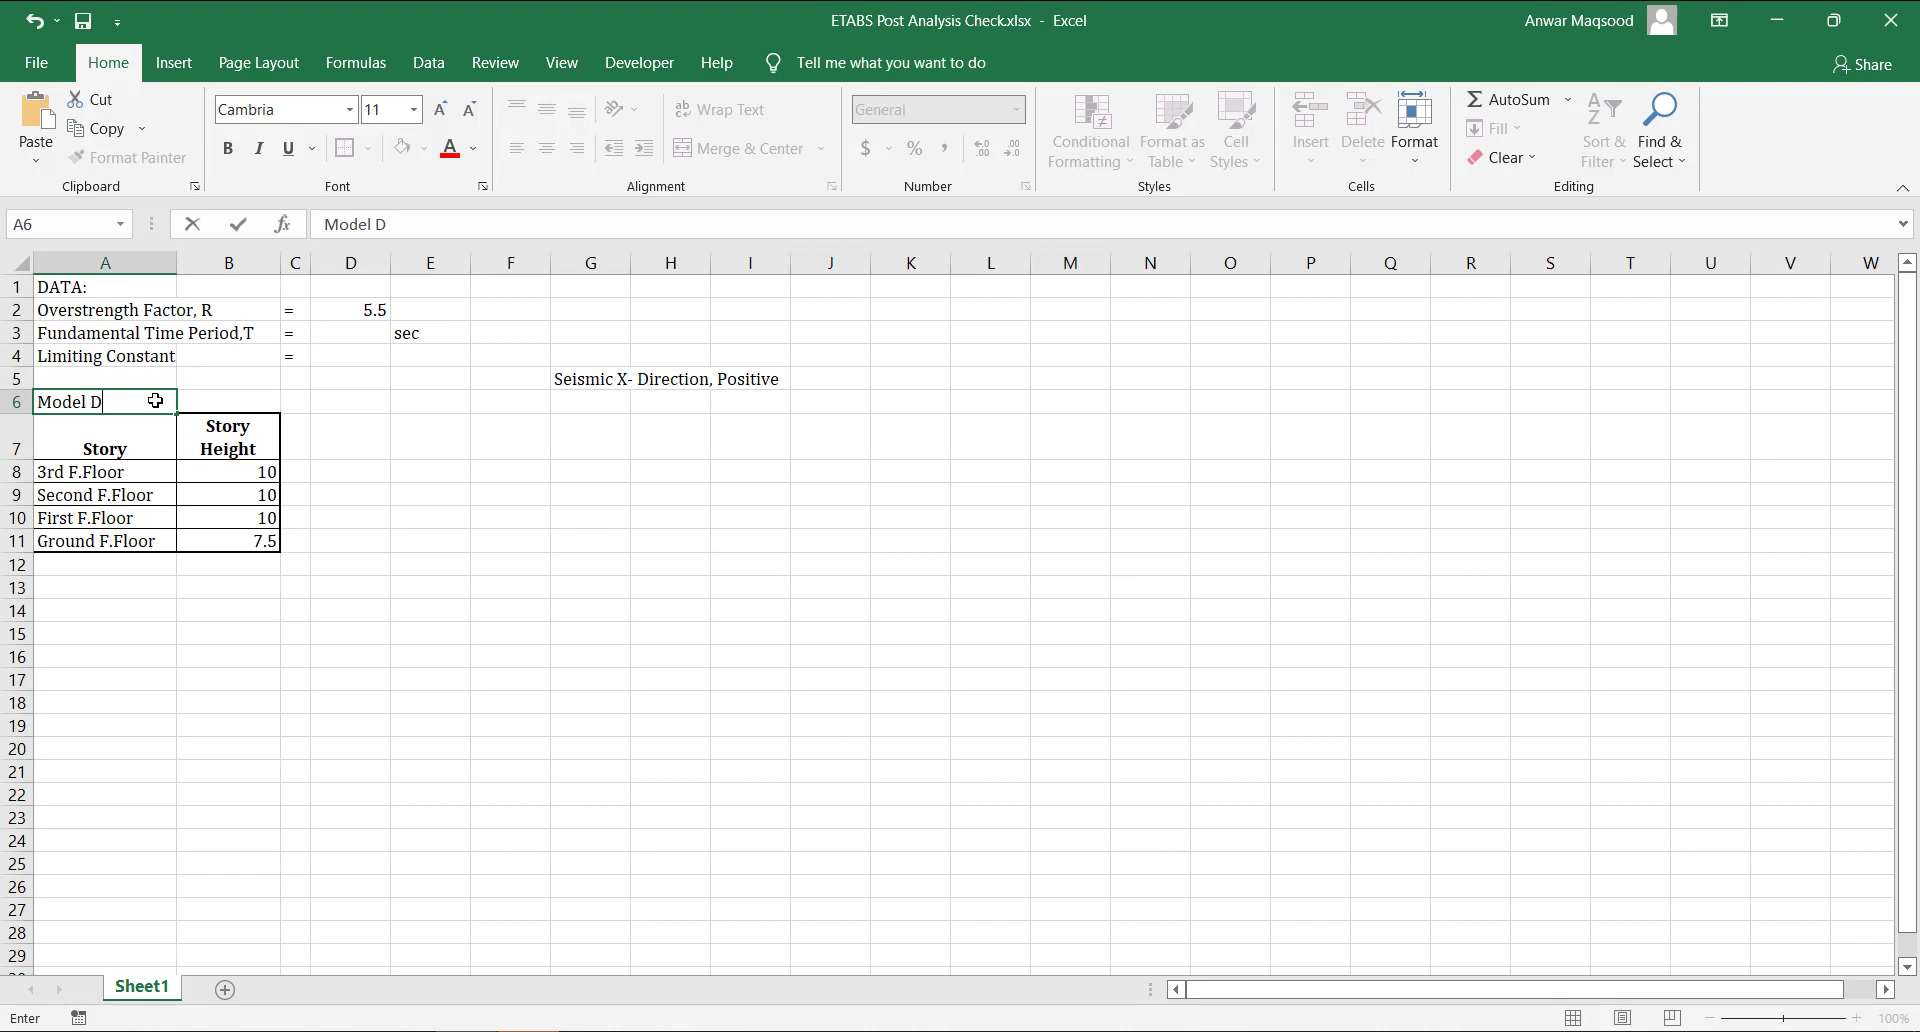 ETABS Post Analysis Check.xlsx - Excel
Anwar Maqsood
File Home Insert Page Layout Formulas Data Review View Developer Help Tell me what you want to do
Share
Paste
Cut
Copy
Format Painter
Clipboard
Cambria 11
A A
B I U A
Font
Wrap Text
Merge & Center
Alignment
General
$ % ,
Number
Conditional Formatting
Format as Table
Cell Styles
Styles
Insert Delete Format
Cells
AutoSum
Fill
Clear
Sort & Filter
Find & Select
Editing
A6
fx Model D
A B C D E F G H I J K L M N O P Q R S T U V W
1 DATA:
2 Overstrength Factor, R = 5.5
3 Fundamental Time Period,T = sec
4 Limiting Constant =
5 Seismic X- Direction, Positive
6 Model D
7 Story Story Height
8 3rd F.Floor 10
9 Second F.Floor 10
10 First F.Floor 10
11 Ground F.Floor 7.5
12
13
14
15
16
17
18
19
20
21
22
23
24
25
26
27
28
29
Sheet1
Enter
100%